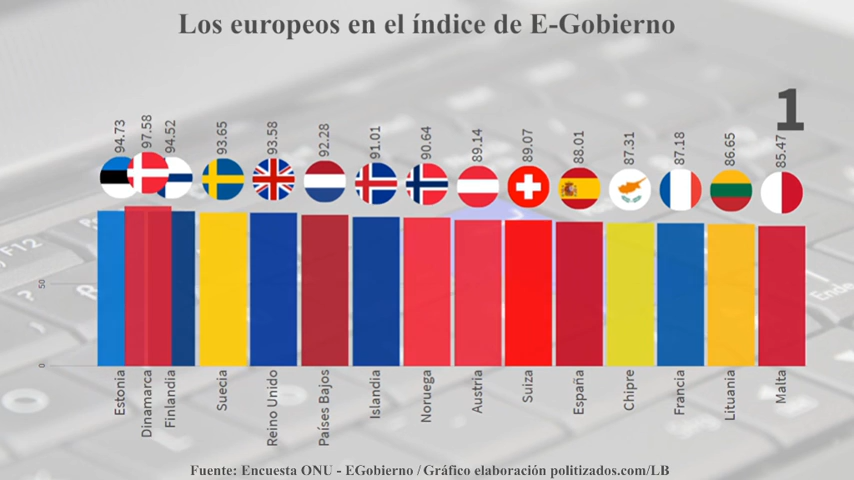 Los europeos en el índice de E-Gobierno
1
94.73
97.58
94.52
93.65
93.58
92.28
91.01
90.64
89.14
89.07
88.01
87.31
87.18
86.65
85.47
F12
50
0
Ende
Estonia
Dinamarca
Finlandia
Suecia
Reino Unido
Países Bajos
Islandia
Noruega
Austria
Suiza
España
Chipre
Francia
Lituania
Malta
Fuente: Encuesta ONU - EGobierno / Gráfico elaboración politizados.com/LB